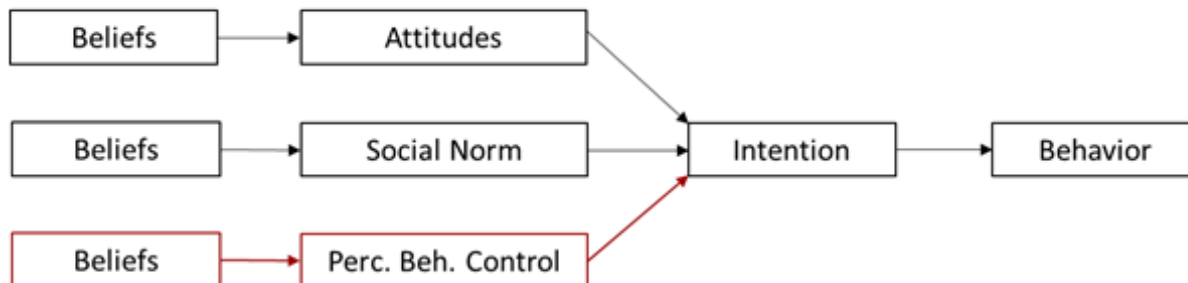 Beliefs Attitudes
Beliefs Social Norm Intention Behavior
Beliefs Perc. Beh. Control